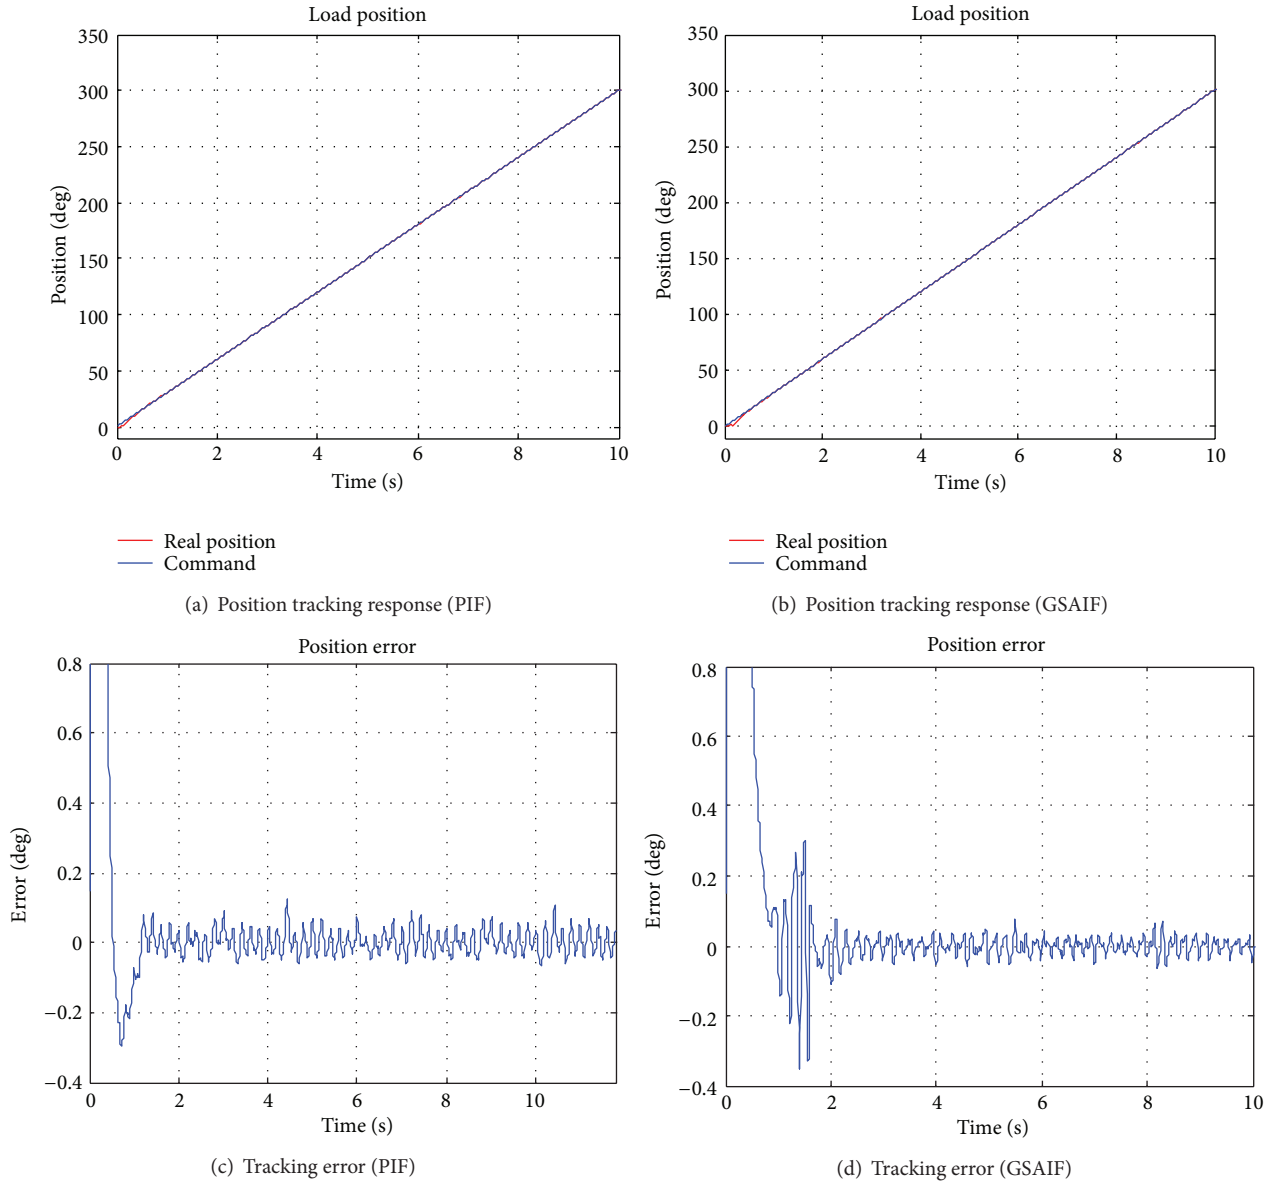 Load position
350
300
250
200
150
100
50
0
Position (deg)
0 2 4 6 8 10
Time (s)
Real position
Command
(a) Position tracking response (PIF)
Load position
350
300
250
200
150
100
50
0
Position (deg)
0 2 4 6 8 10
Time (s)
Real position
Command
(b) Position tracking response (GSAIF)
Position error
0.8
0.6
0.4
0.2
0
−0.2
−0.4
Error (deg)
0 2 4 6 8 10
Time (s)
(c) Tracking error (PIF)
Position error
0.8
0.6
0.4
0.2
0
−0.2
−0.4
Error (deg)
0 2 4 6 8 10
Time (s)
(d) Tracking error (GSAIF)